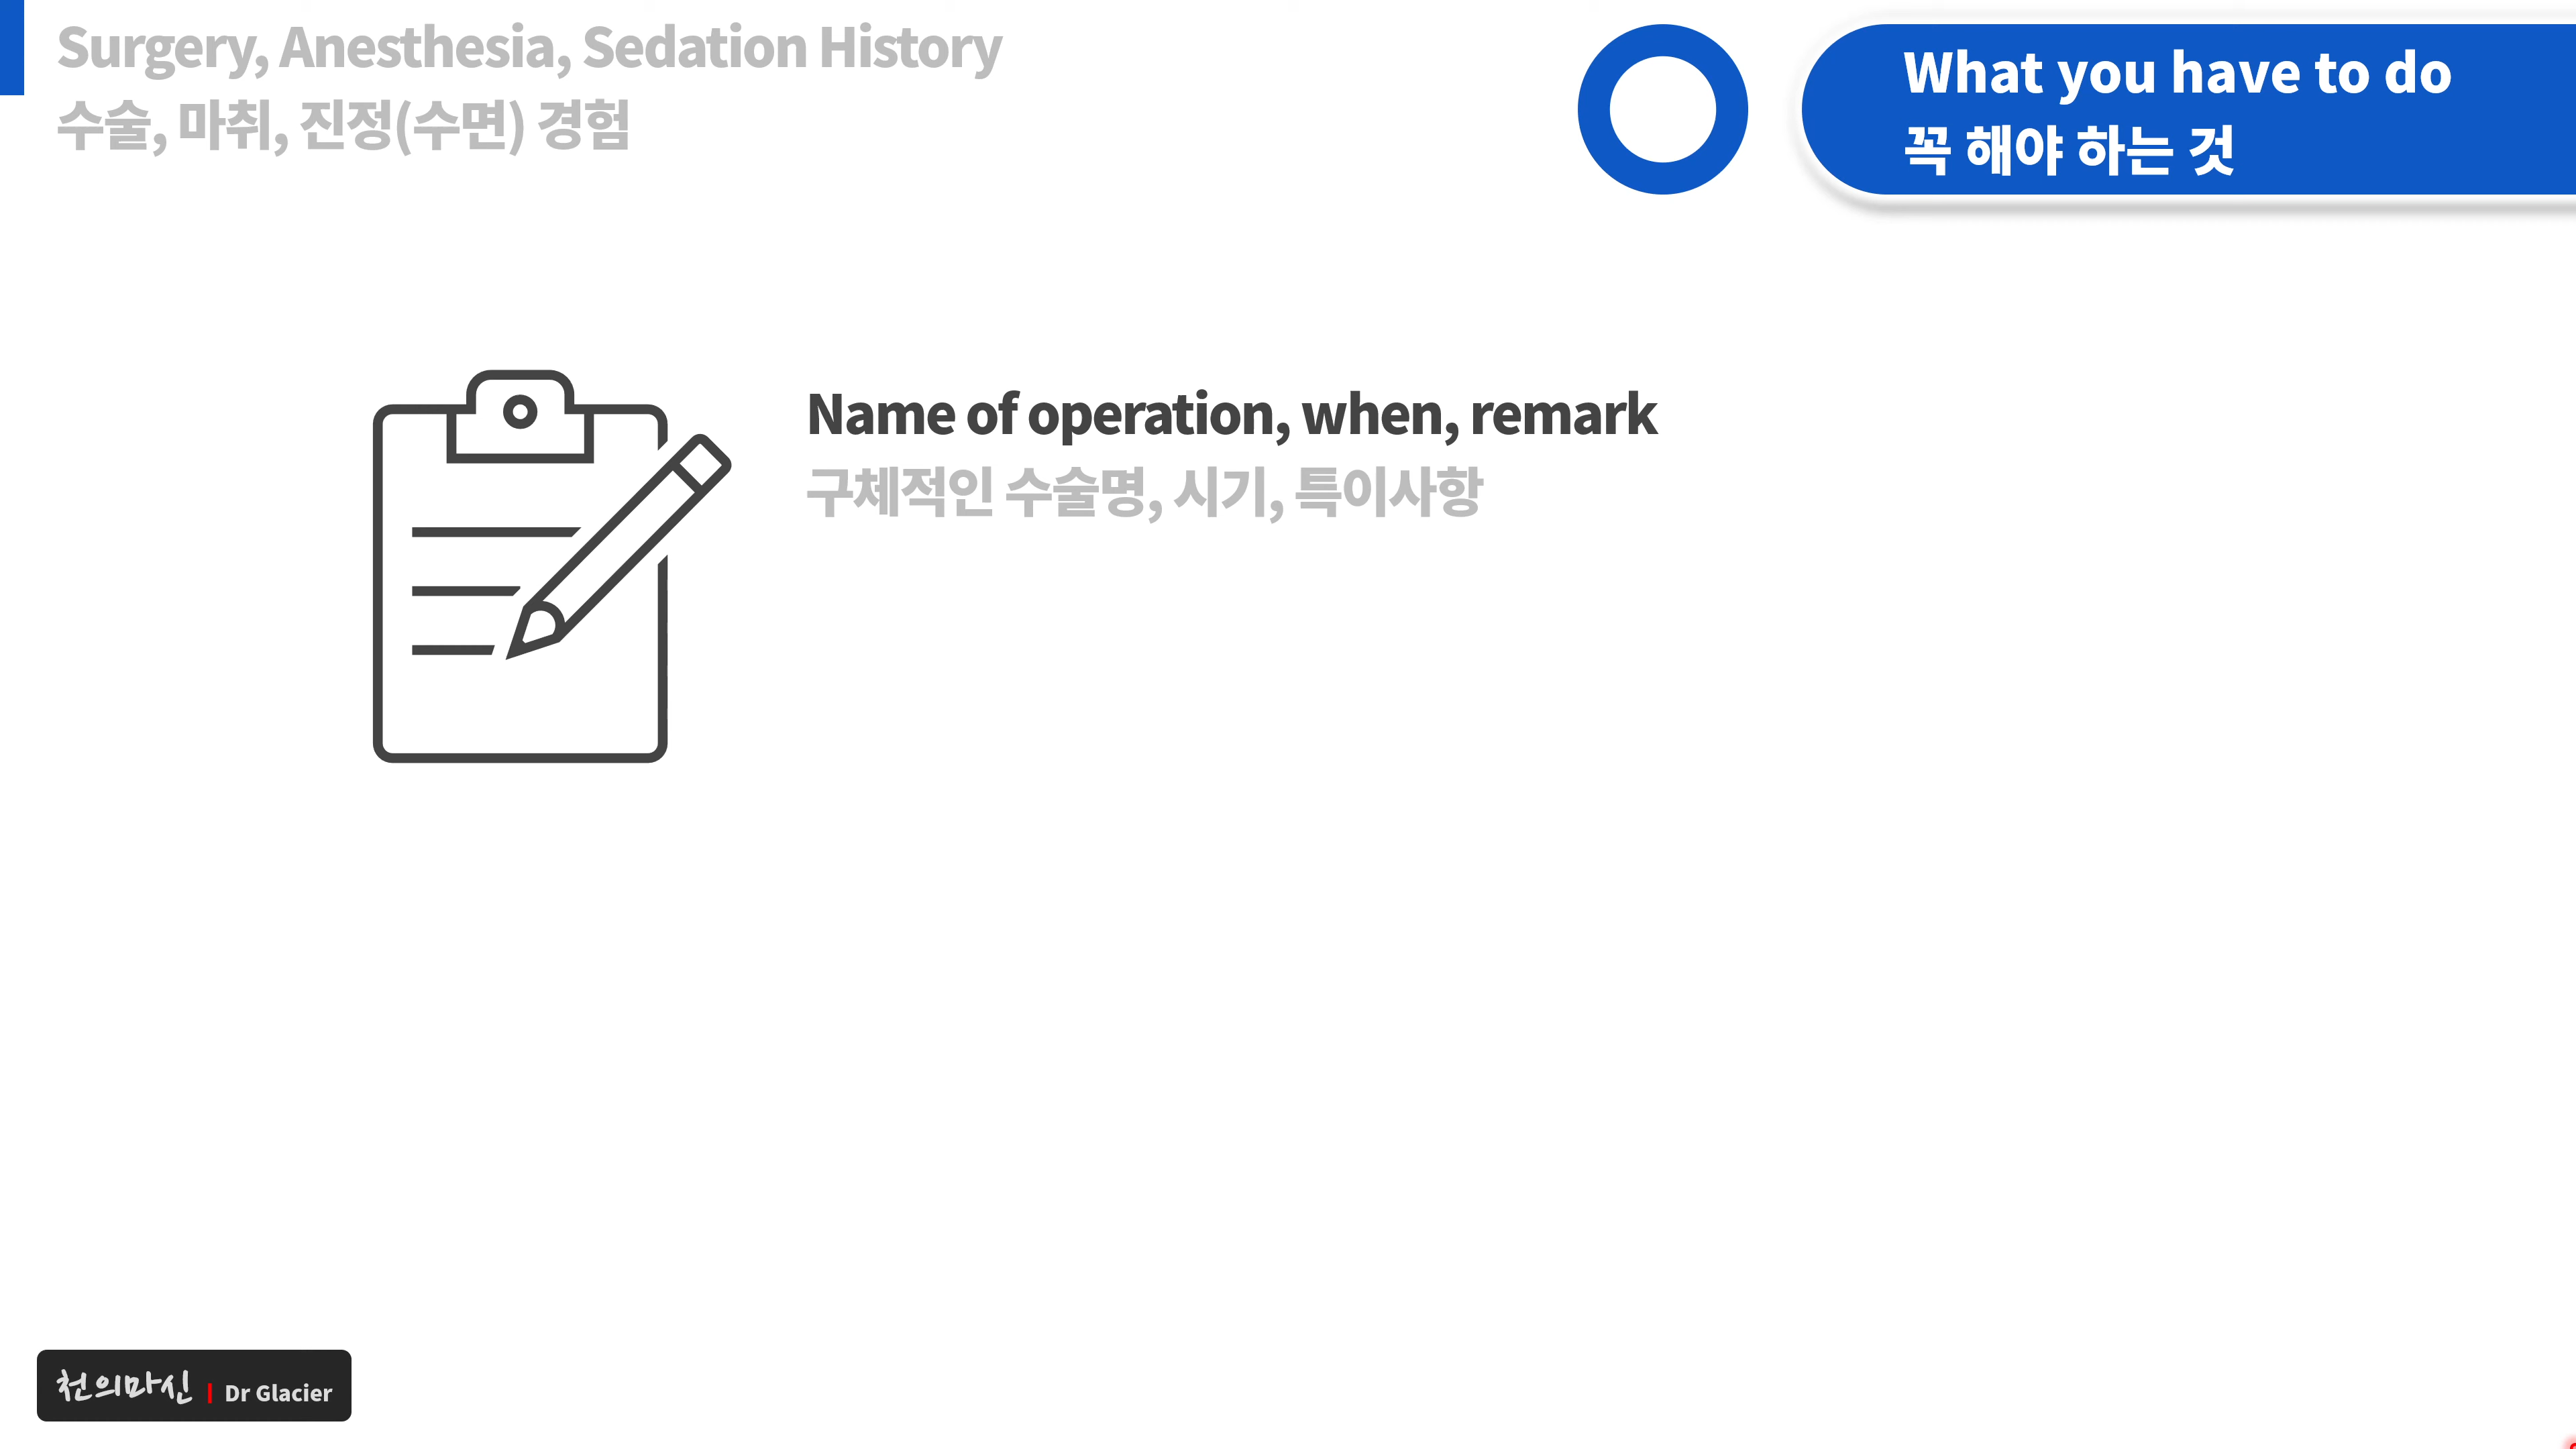 Surgery, Anesthesia, Sedation History
수술, 마취, 진정(수면) 경험
What you have to do
꼭 해야 하는 것
Name of operation, when, remark
구체적인 수술명, 시기, 특이사항
천의마신 | Dr Glacier